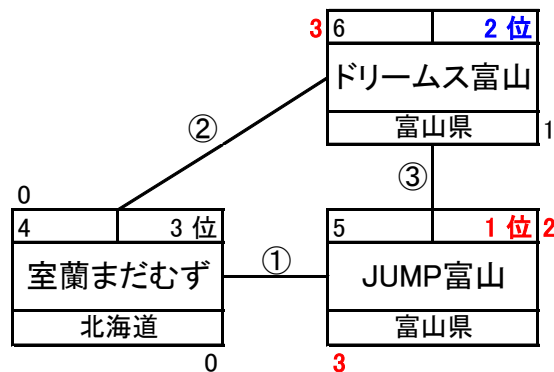 3 6 2 位
ドリームス富山
富山県 1
②
③
0
4 3 位
室蘭まだむず
北海道
0
①
5 1 位 2
JUMP富山
富山県
3